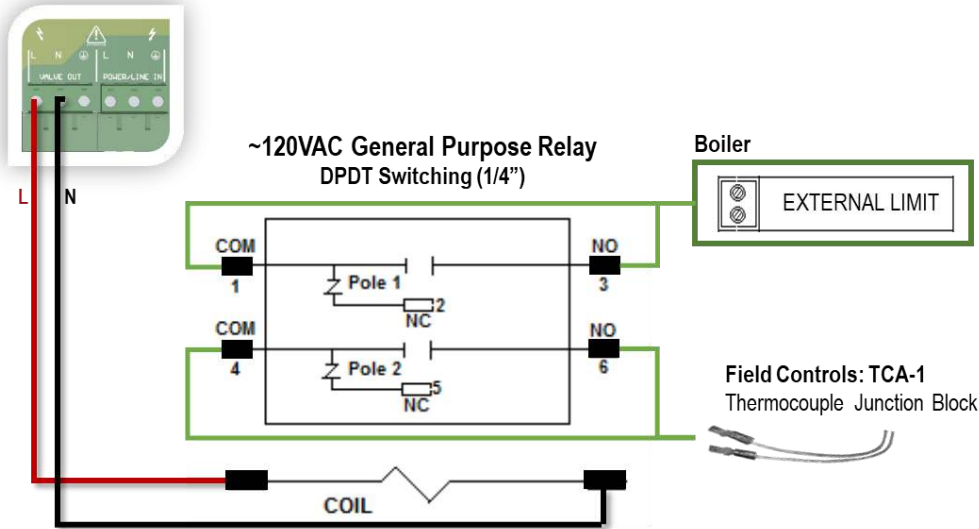 L N L N
VALVE OUT POWER/LINE IN
L N
~120VAC General Purpose Relay
DPDT Switching (1/4")
Boiler
EXTERNAL LIMIT
COM NO
1 Pole 1 3
2
NC
COM NO
4 Pole 2 6
5
NC
Field Controls: TCA-1
Thermocouple Junction Block
COIL